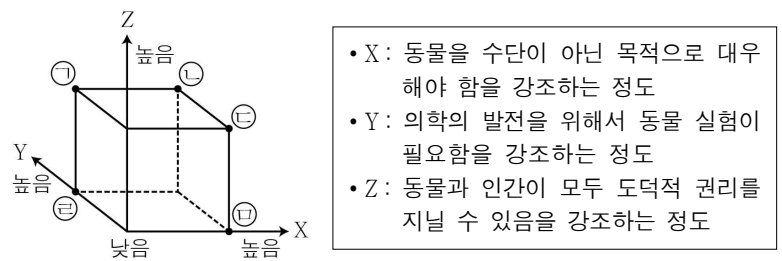 Z
높음
㉠
㉡
㉢
Y
높음
㉣
㉤
X
낮음
높음
• X: 동물을 수단이 아닌 목적으로 대우
해야 함을 강조하는 정도
• Y: 의학의 발전을 위해서 동물 실험이
필요함을 강조하는 정도
• Z: 동물과 인간이 모두 도덕적 권리를
지닐 수 있음을 강조하는 정도